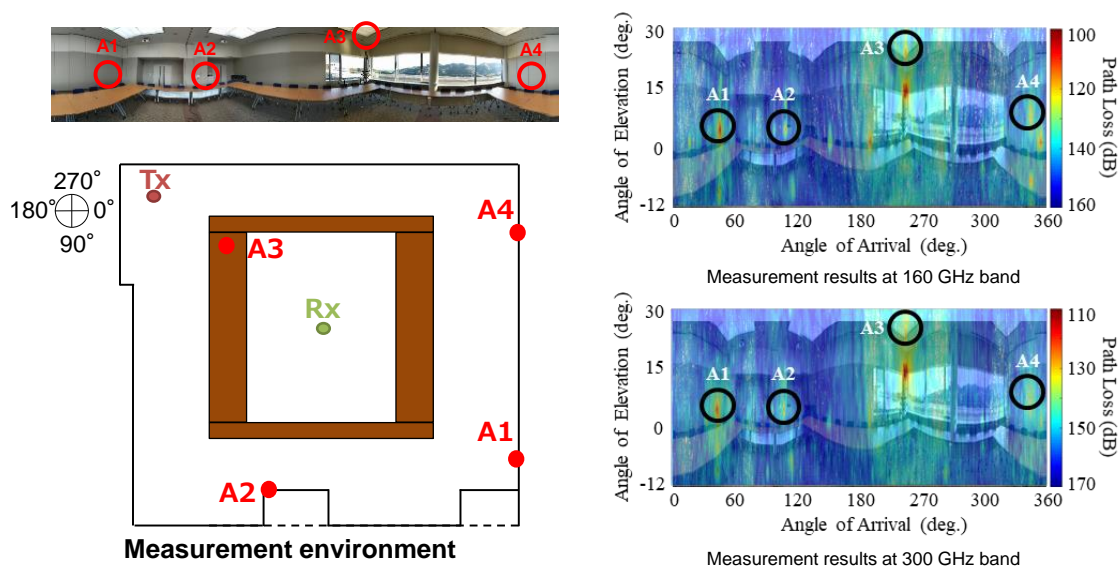 A1
A2
A3
A4
Tx
270˚
180˚
0˚
90˚
A4
A3
Rx
A1
A2
Measurement environment
30
15
0
-12
Angle of Elevation (deg.)
A3
A4
A1
A2
100
120
140
160
Path Loss (dB)
0
60
120
180
270
300
360
Angle of Arrival (deg.)
Measurement results at 160 GHz band
30
15
0
-12
Angle of Elevation (deg.)
A3
A4
A1
A2
110
130
150
170
Path Loss (dB)
0
60
120
180
270
300
360
Angle of Arrival (deg.)
Measurement results at 300 GHz band